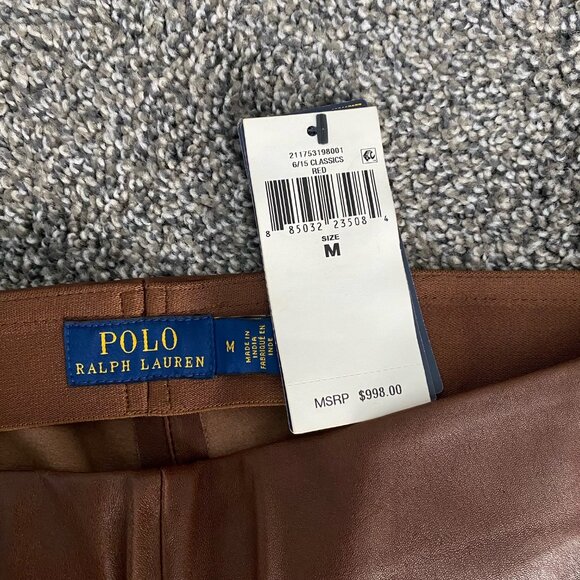 211753198001
6/15 CLASSICS
RED
8 85032 23508 4
SIZE
M
MSRP $998.00
POLO
RALPH LAUREN
M
MADE IN
INDIA
FABRIQUÉ EN
INDE